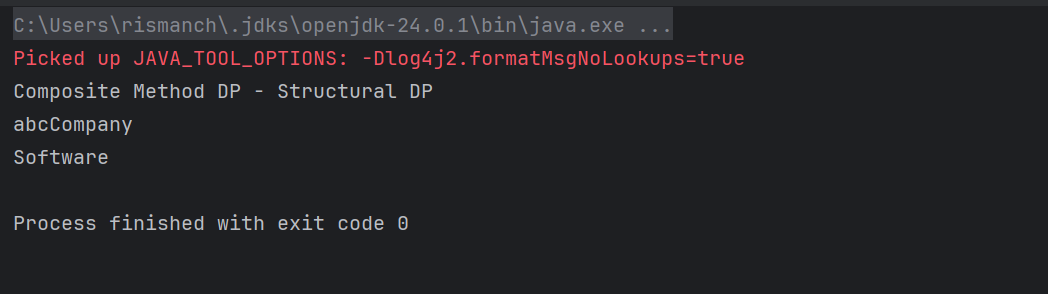 C:\Users\rismanch\.jdks\openjdk-24.0.1\bin\java.exe ...
Picked up JAVA_TOOL_OPTIONS: -Dlog4j2.formatMsgNoLookups=true
Composite Method DP - Structural DP
abcCompany
Software
Process finished with exit code 0